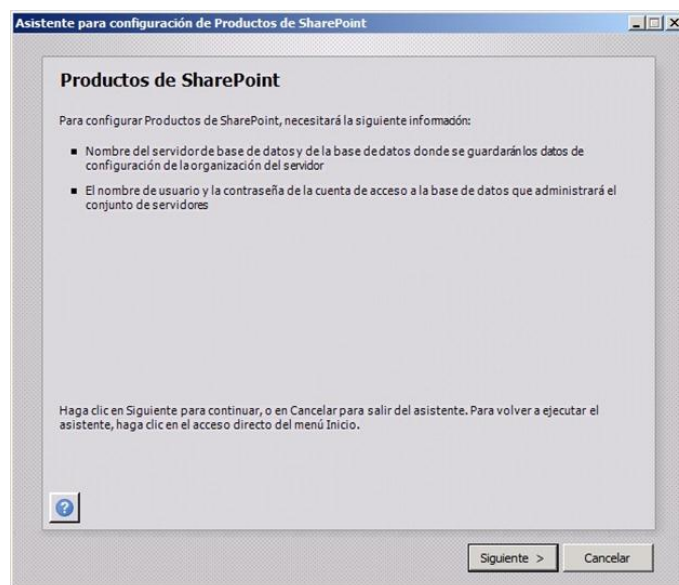 Asistente para configuración de Productos de SharePoint
Productos de SharePoint
Para configurar Productos de SharePoint, necesitará la siguiente información:
Nombre del servidor de base de datos y de la base de datos donde se guardarán los datos de
configuración de la organización del servidor
El nombre de usuario y la contraseña de la cuenta de acceso a la base de datos que administrará el
conjunto de servidores
Haga clic en Siguiente para continuar, o en Cancelar para salir del asistente. Para volver a ejecutar el
asistente, haga clic en el acceso directo del menú Inicio.
?
Siguiente >
Cancelar